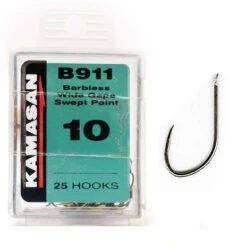 KAMASAN
B911
Barbless
Wide Gape
Swept Point
10
25 HOOKS